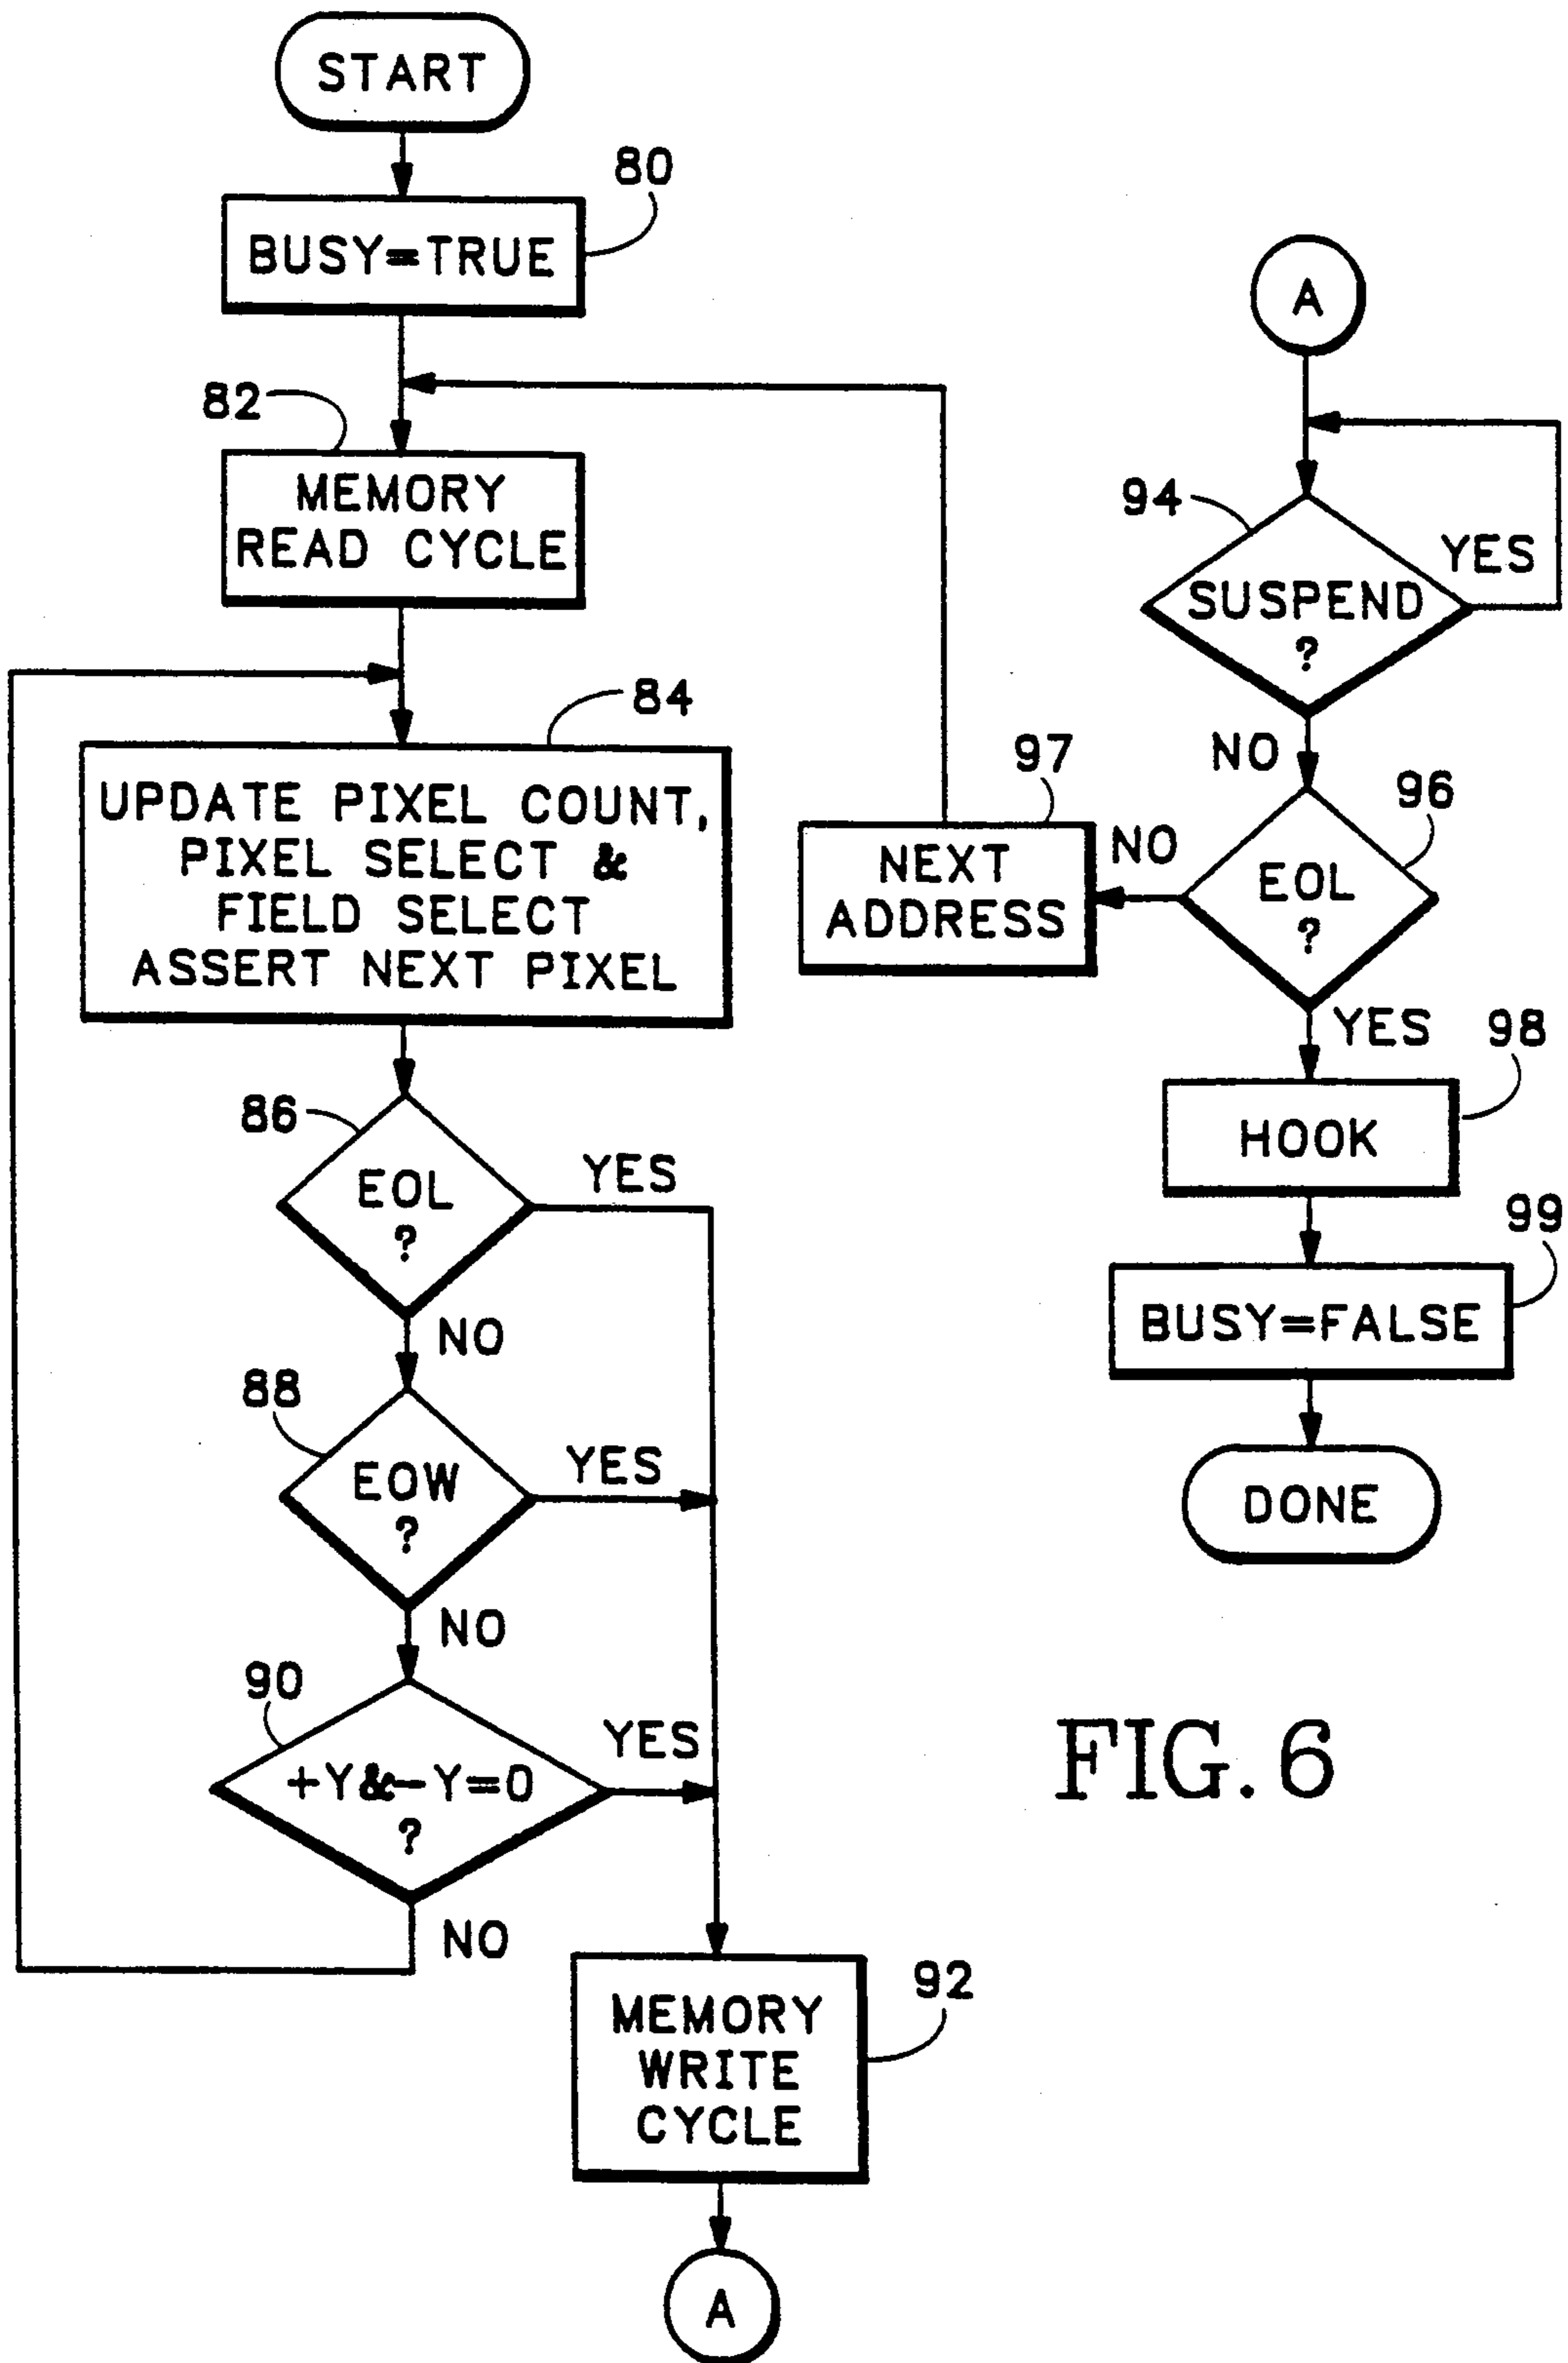 START
80
BUSY=TRUE
82
MEMORY
READ CYCLE
84
UPDATE PIXEL COUNT,
PIXEL SELECT &
FIELD SELECT
ASSERT NEXT PIXEL
86
EOL
?
YES
NO
88
EOW
?
YES
NO
90
+Y&-Y=0
?
YES
NO
92
MEMORY
WRITE
CYCLE
A
A
94
SUSPEND
?
YES
NO
96
EOL
?
NO
97
NEXT
ADDRESS
YES
98
HOOK
99
BUSY=FALSE
DONE
FIG. 6